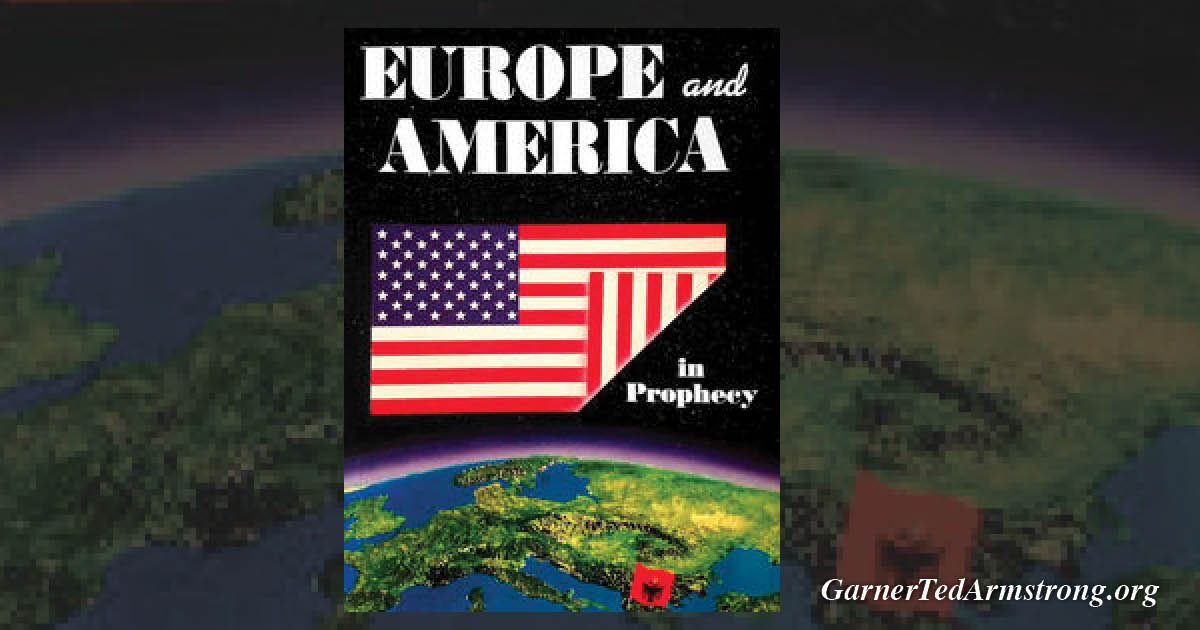 EUROPE and
AMERICA
in
Prophecy
GarnerTedArmstrong.org